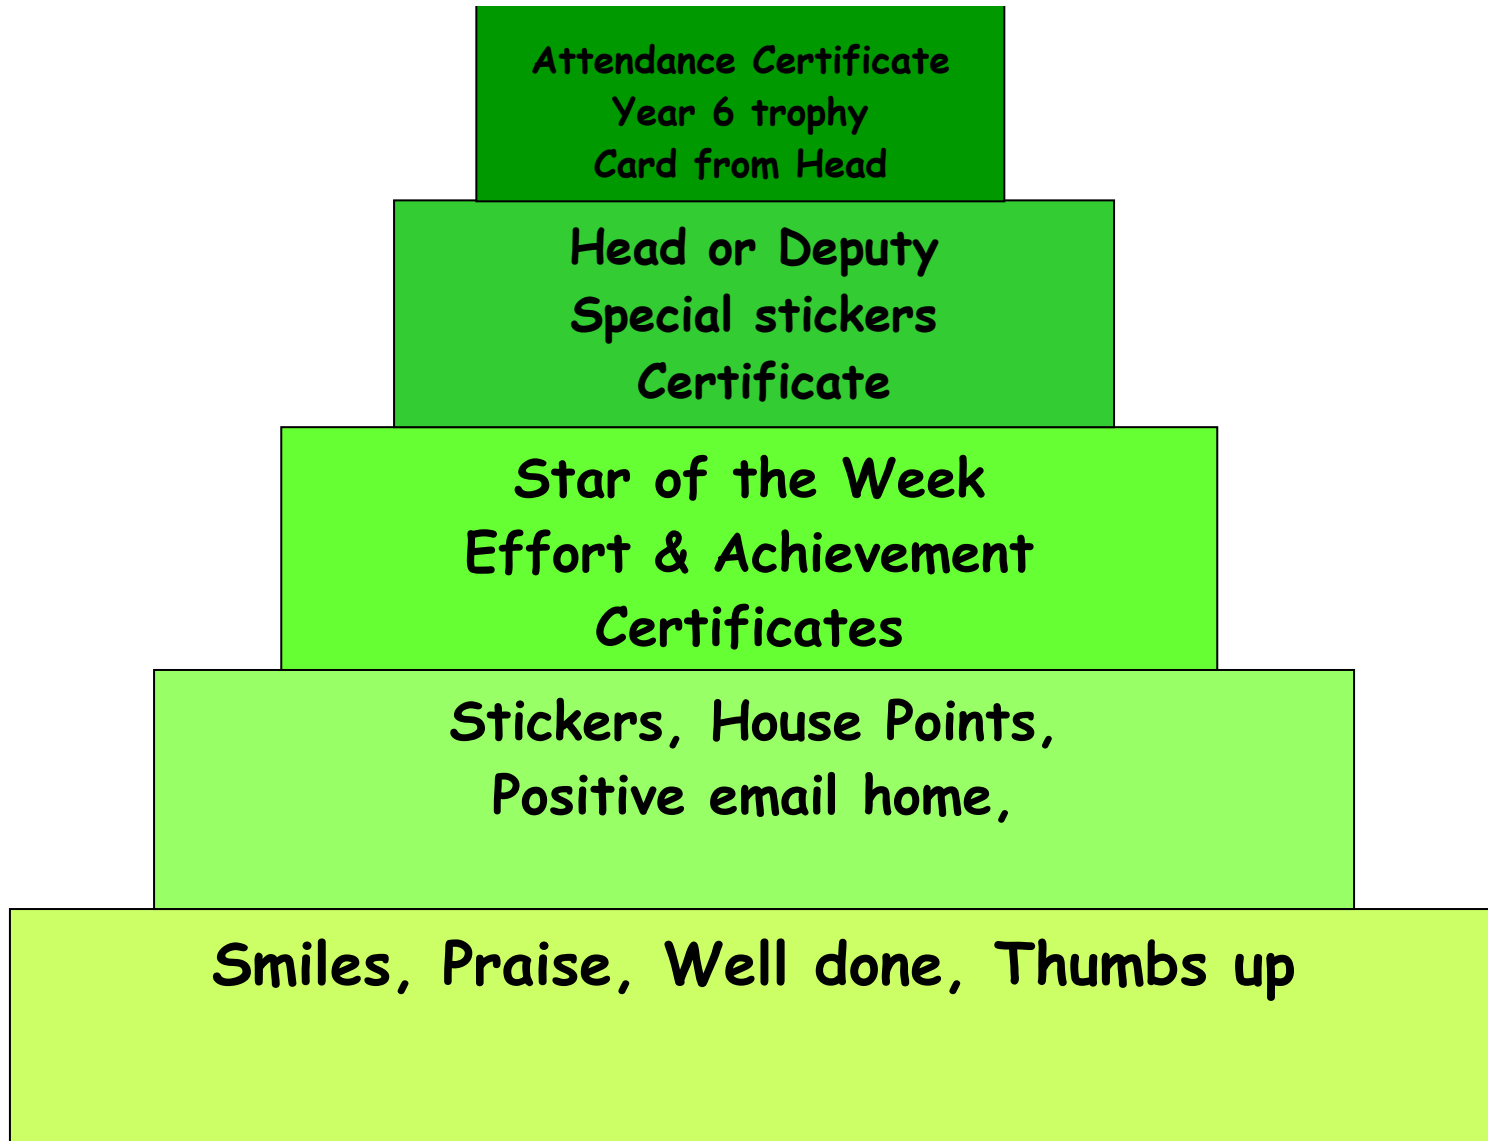 Attendance Certificate
Year 6 trophy
Card from Head
Head or Deputy
Special stickers
Certificate
Star of the Week
Effort & Achievement
Certificates
Stickers, House Points,
Positive email home,
Smiles, Praise, Well done, Thumbs up